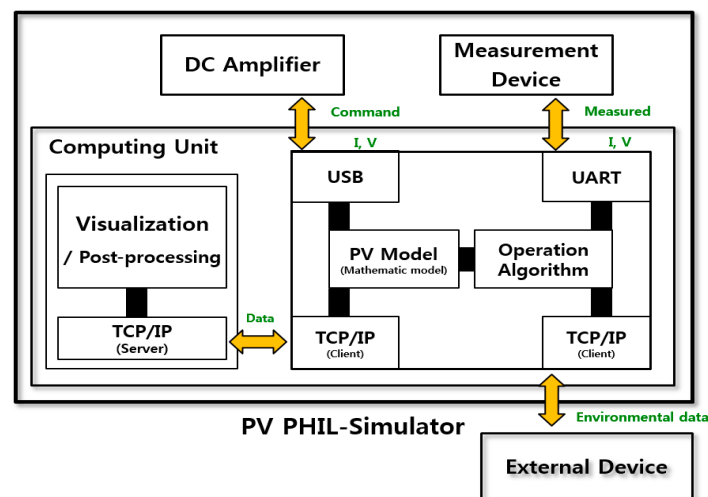 DC Amplifier
Measurement
Device
Command
I, V
Measured
I, V
Computing Unit
Visualization
/ Post-processing
TCP/IP
(Server)
Data
USB
UART
PV Model
(Mathematic model)
Operation
Algorithm
TCP/IP
(Client)
TCP/IP
(Client)
PV PHIL-Simulator
Environmental data
External Device